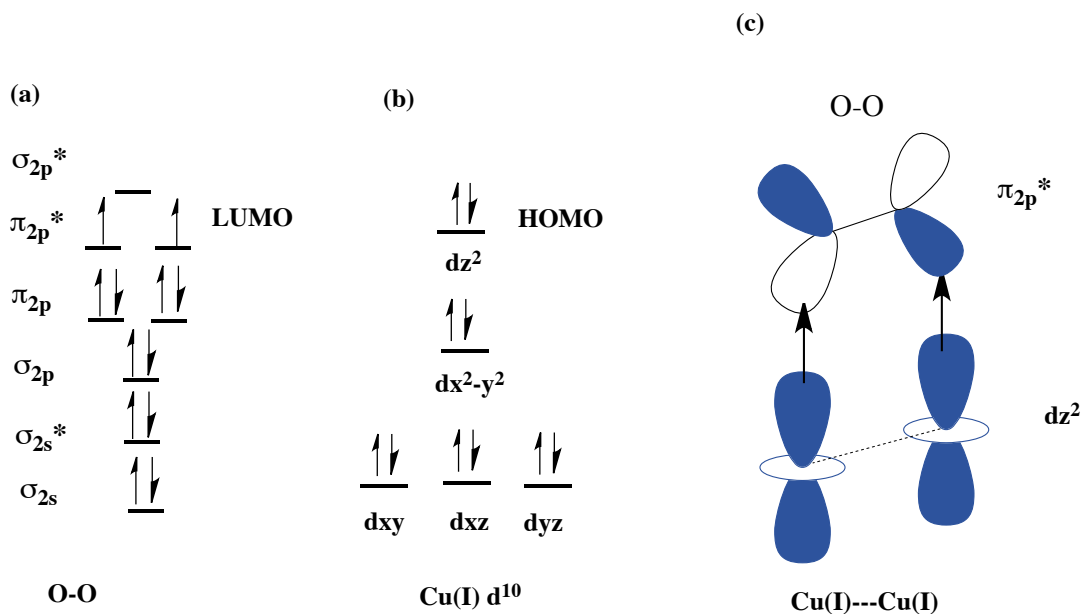 (a)
σ2p*
π2p*
LUMO
π2p
σ2p
σ2s*
σ2s
O-O
(b)
HOMO
dz²
dx²-y²
dxy dxz dyz
Cu(I) d¹⁰
(c)
O-O
π2p*
dz²
Cu(I)---Cu(I)